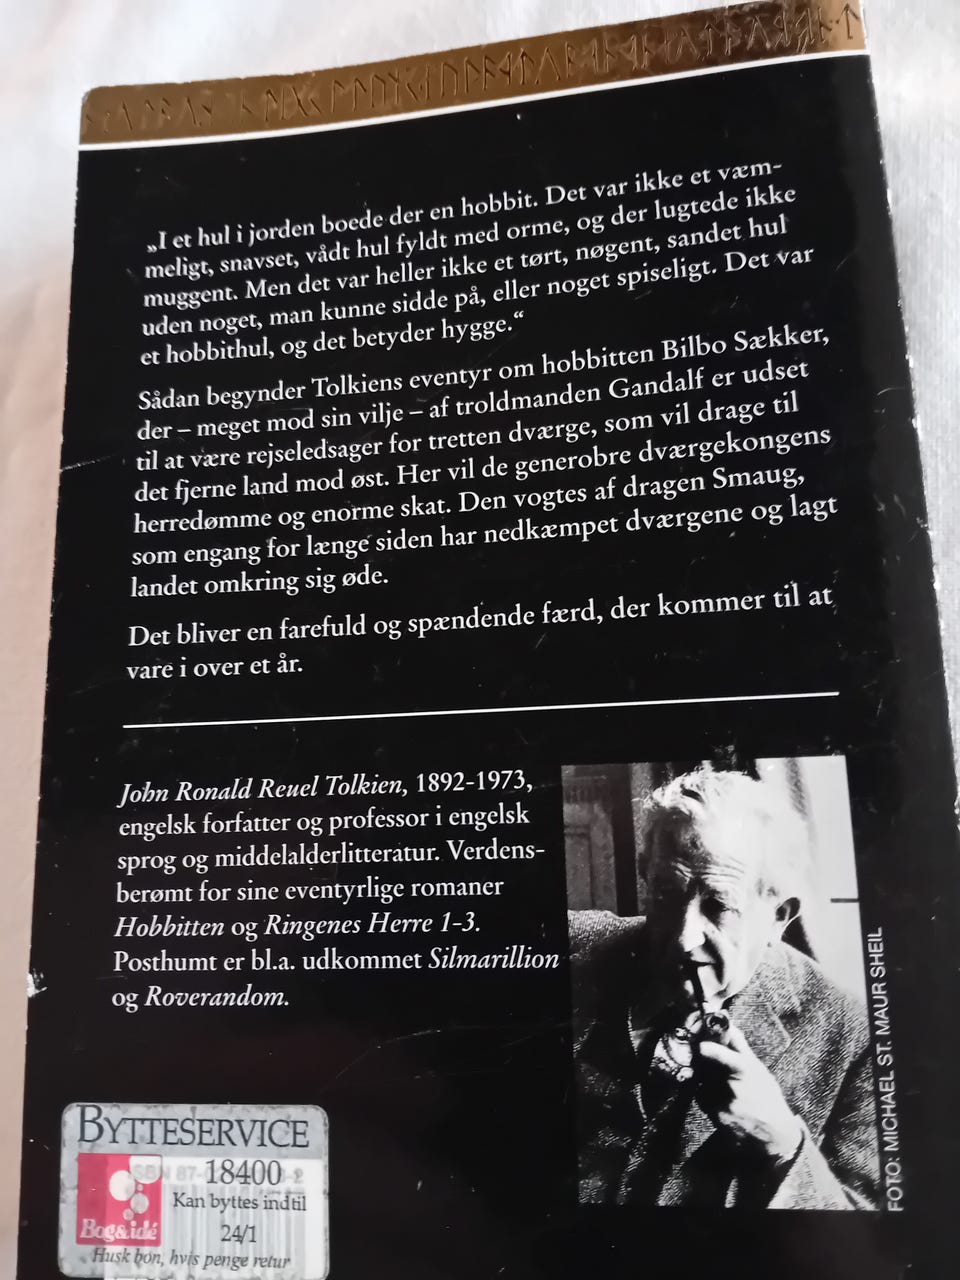 „I et hul i jorden boede der en hobbit. Det var ikke et væm-
meligt, snavset, vådt hul fyldt med orme, og der lugtede ikke
muggent. Men det var heller ikke et tørt, nøgent, sandet hul
uden noget, man kunne sidde på, eller noget spiseligt. Det var
et hobbithul, og det betyder hygge.“
Sådan begynder Tolkiens eventyr om hobbitten Bilbo Sækker,
der – meget mod sin vilje – af troldmanden Gandalf er udset
til at være rejseledsager for tretten dværge, som vil drage til
det fjerne land mod øst. Her vil de generobre dværgekongens
herredømme og enorme skat. Den vogtes af dragen Smaug,
som engang for længe siden har nedkæmpet dværgene og lagt
landet omkring sig øde.
Det bliver en farefuld og spændende færd, der kommer til at
vare i over et år.
John Ronald Reuel Tolkien, 1892-1973,
engelsk forfatter og professor i engelsk
sprog og middelalderlitteratur. Verdens-
berømt for sine eventyrlige romaner
Hobbitten og Ringenes Herre 1-3.
Posthumt er bl.a. udkommet Silmarillion
og Roverandom.
FOTO: MICHAEL ST. MAUR SHEIL
BYTTESERVICE
18400
Kan byttes indtil
24/1
Bog&idé
Husk bon, hvis penge retur